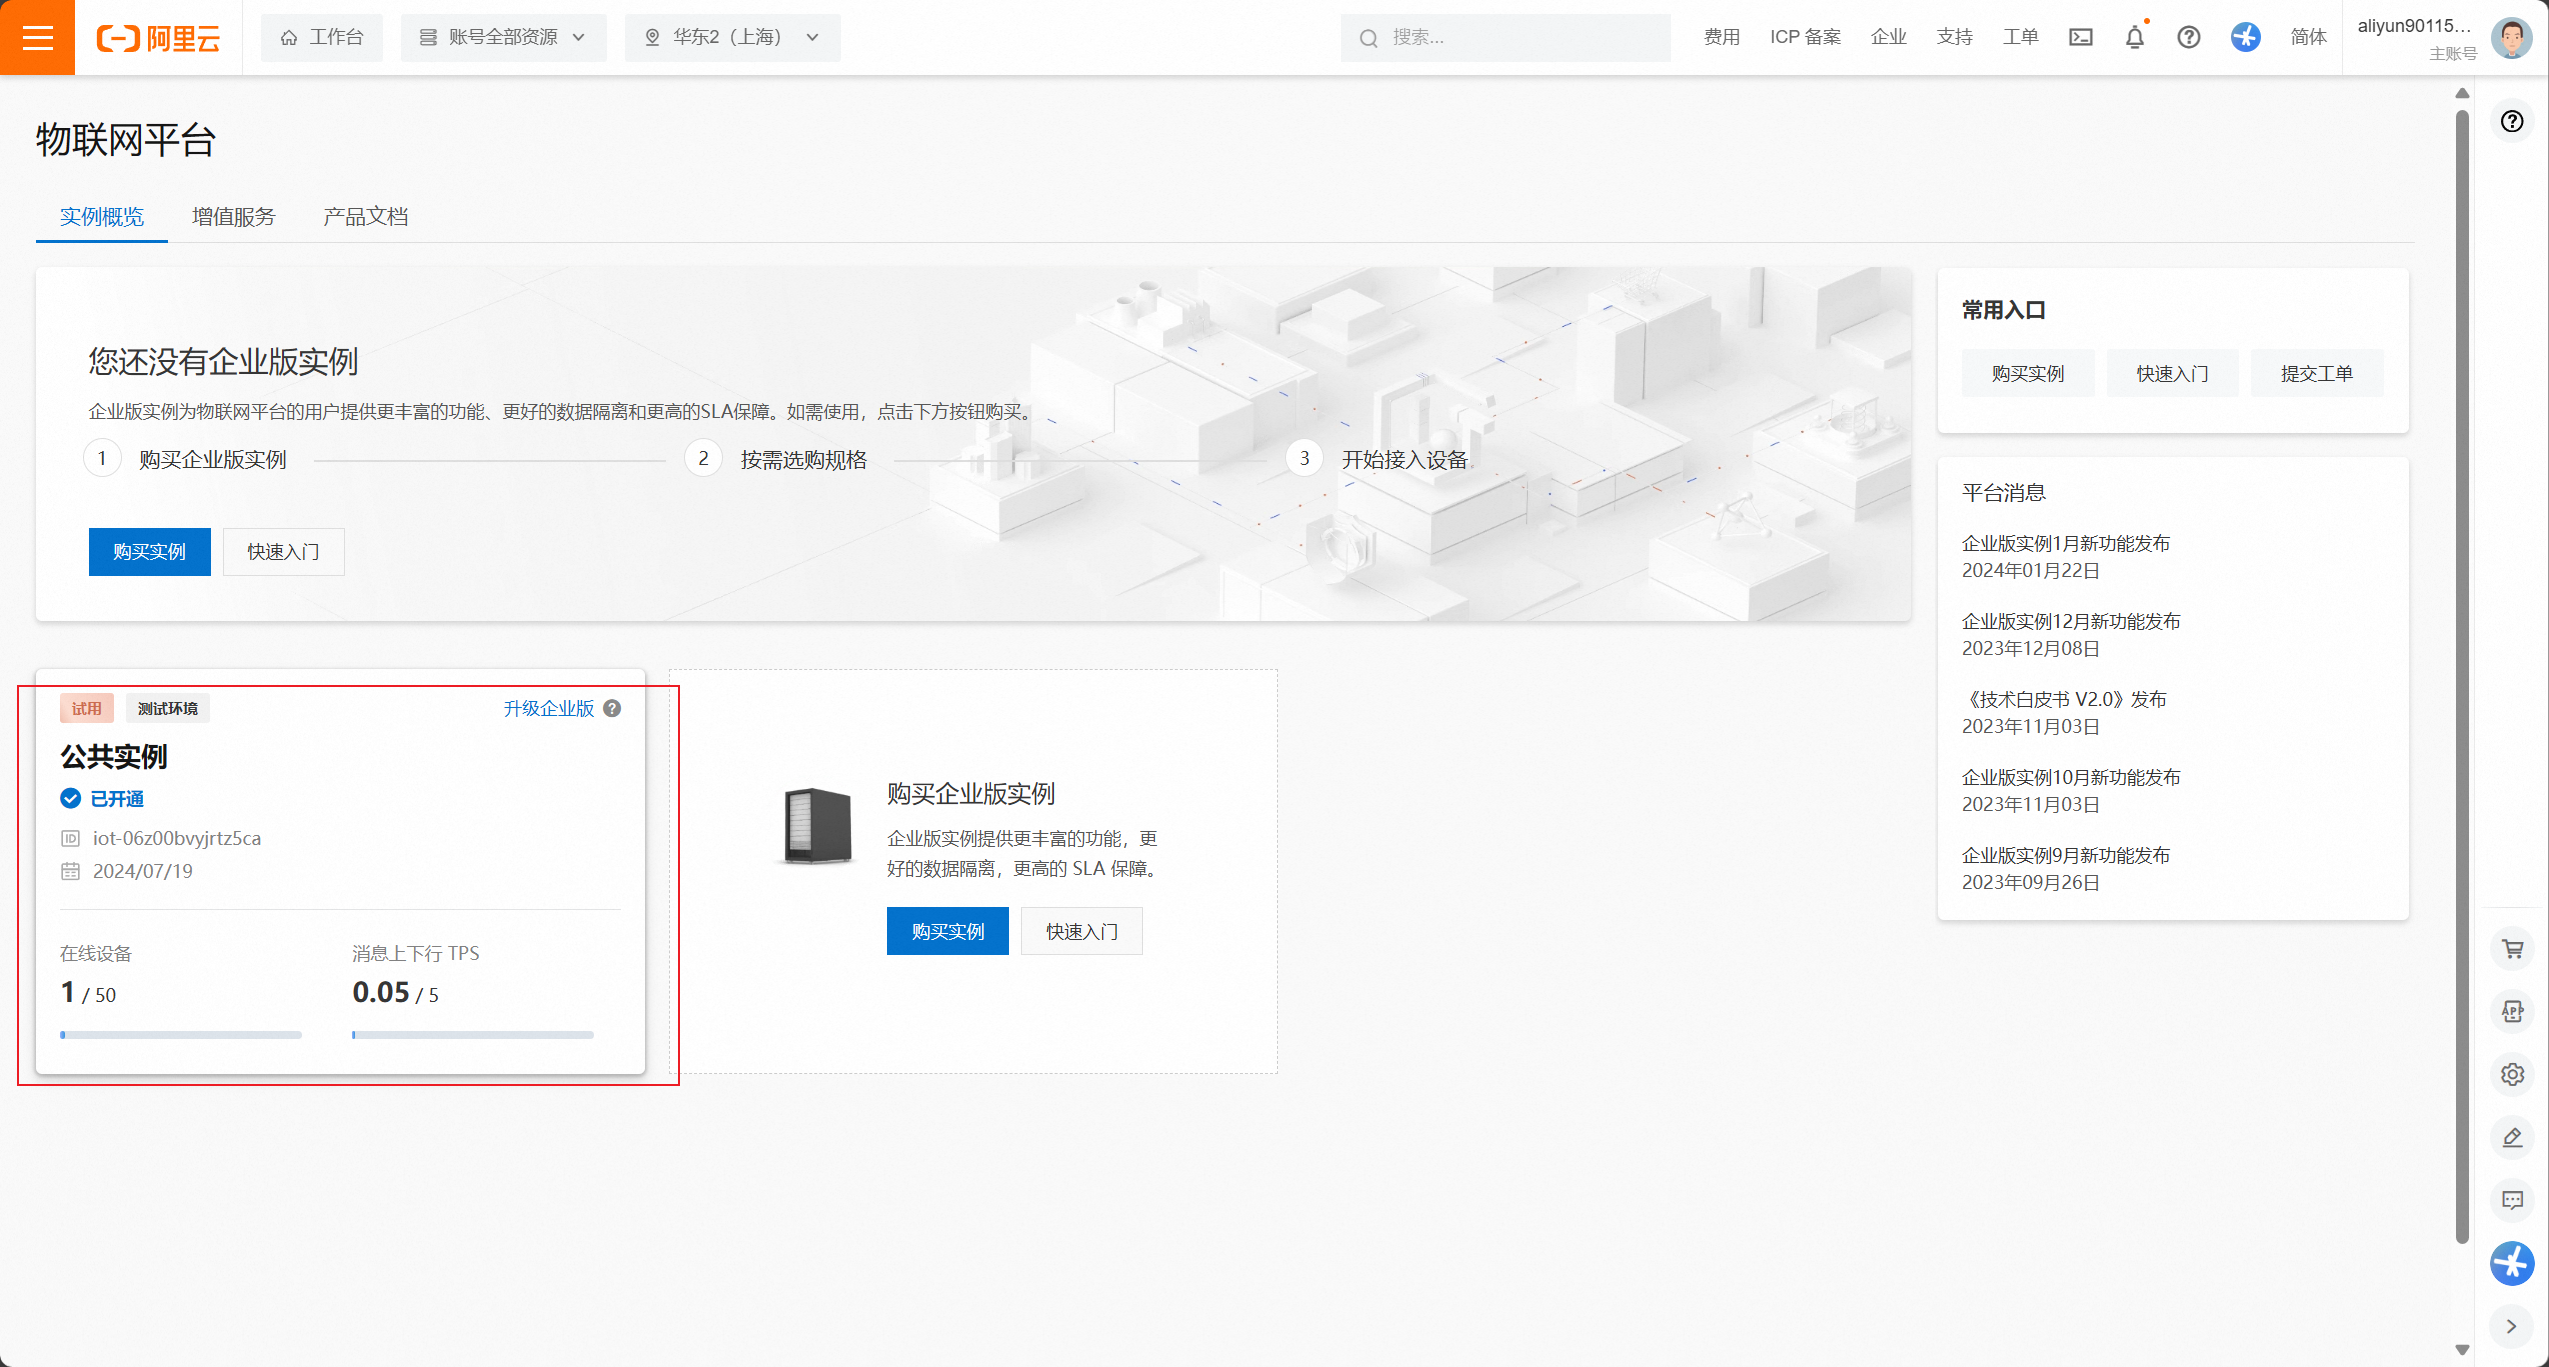 阿里云
工作台
账号全部资源
华东2（上海）
搜索...
费用
ICP 备案
企业
支持
工单
简体
aliyun90115...
主账号
物联网平台
实例概览
增值服务
产品文档
您还没有企业版实例
企业版实例为物联网平台的用户提供更丰富的功能、更好的数据隔离和更高的SLA保障。如需使用，点击下方按钮购买。
1 购买企业版实例
2 按需选购规格
3 开始接入设备
购买实例
快速入门
常用入口
购买实例
快速入门
提交工单
平台消息
企业版实例1月新功能发布
2024年01月22日
企业版实例12月新功能发布
2023年12月08日
《技术白皮书 V2.0》发布
2023年11月03日
企业版实例10月新功能发布
2023年11月03日
企业版实例9月新功能发布
2023年09月26日
试用
测试环境
升级企业版
公共实例
已开通
ID iot-06z00bvyjrtz5ca
2024/07/19
在线设备
1 / 50
消息上下行 TPS
0.05 / 5
购买企业版实例
企业版实例提供更丰富的功能，更
好的数据隔离，更高的 SLA 保障。
购买实例
快速入门
APP